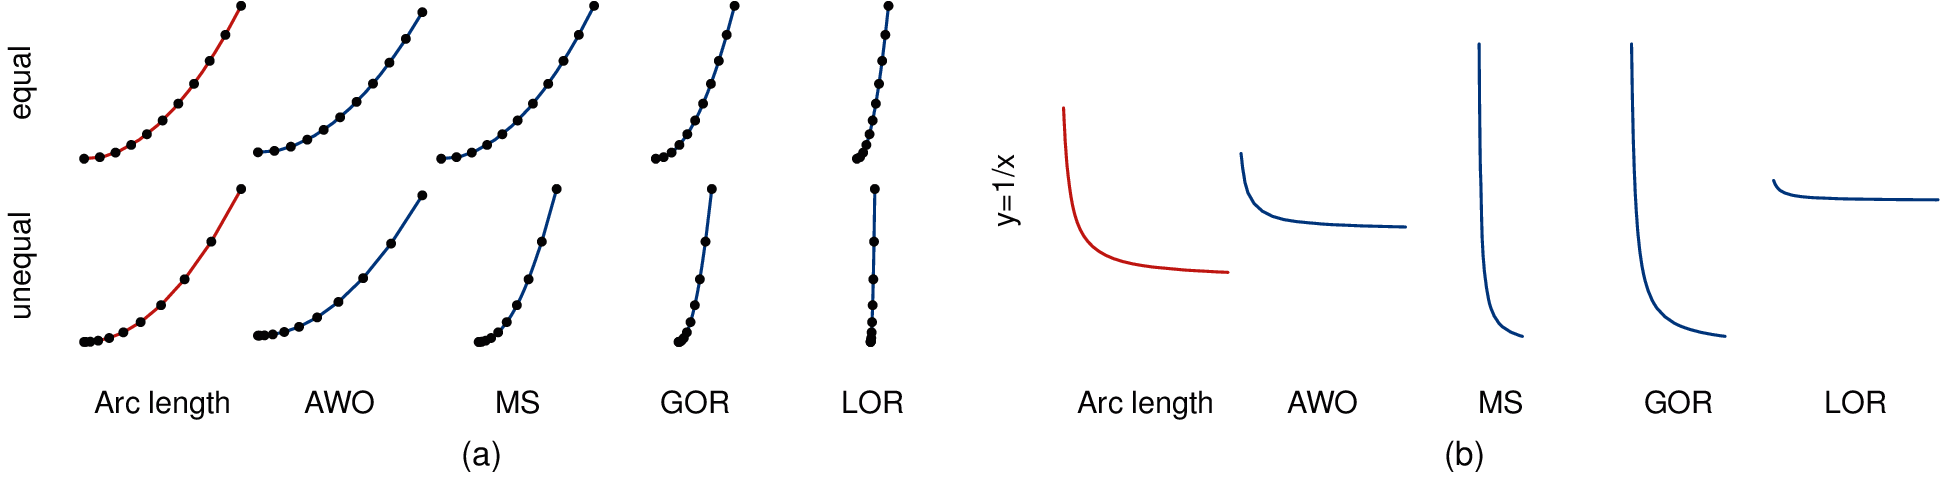 equal
unequal
Arc length AWO MS GOR LOR
(a)
y=1/x
Arc length AWO MS GOR LOR
(b)